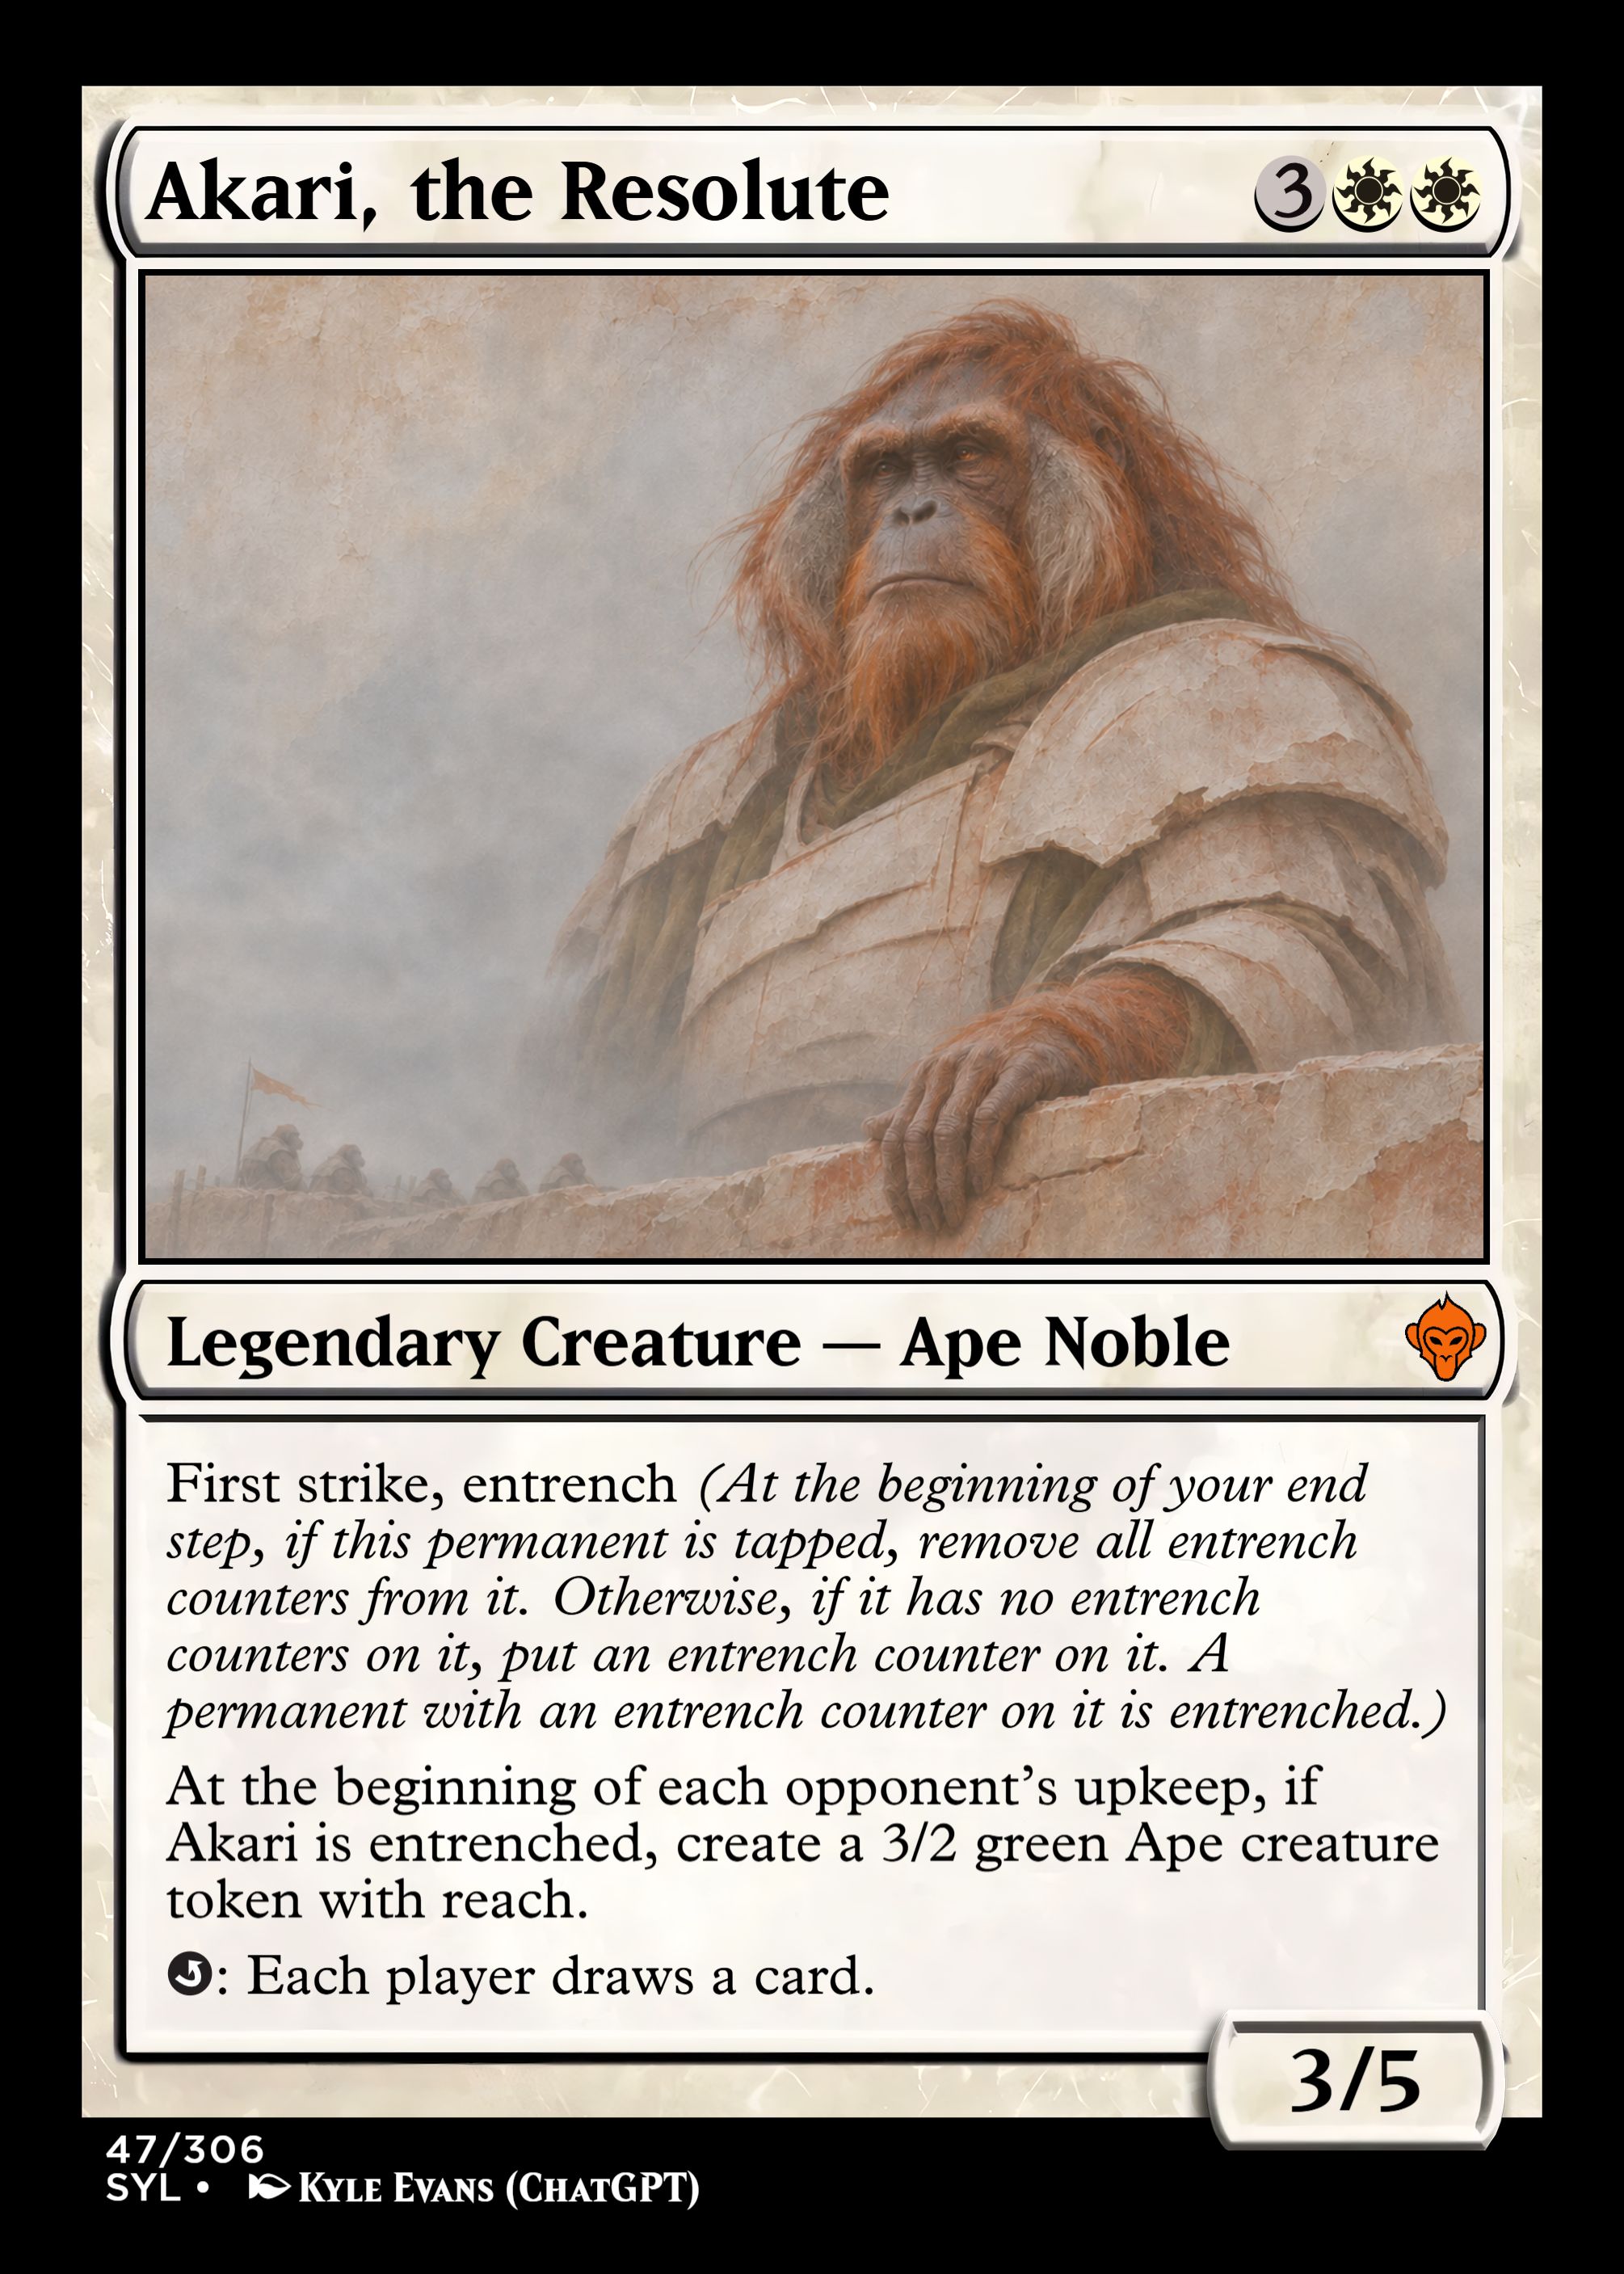 Akari, the Resolute 3
Legendary Creature — Ape Noble
First strike, entrench (At the beginning of your end
step, if this permanent is tapped, remove all entrench
counters from it. Otherwise, if it has no entrench
counters on it, put an entrench counter on it. A
permanent with an entrench counter on it is entrenched.)
At the beginning of each opponent’s upkeep, if
Akari is entrenched, create a 3/2 green Ape creature
token with reach.
: Each player draws a card.
3/5
47/306
SYL • Kyle Evans (ChatGPT)